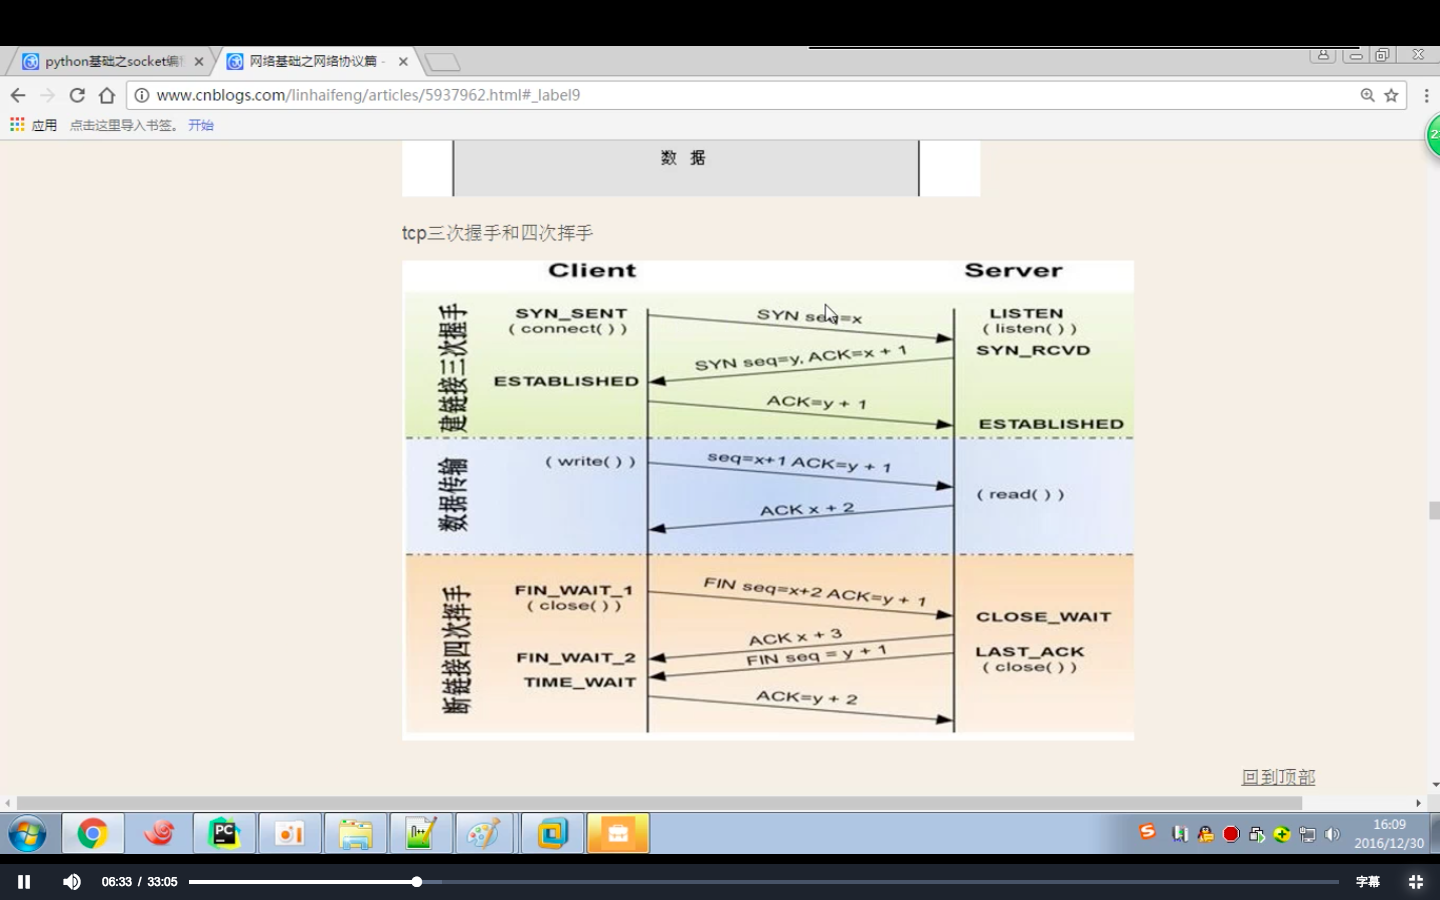 python基础之socket编
网络基础之网络协议篇 -
www.cnblogs.com/linhaifeng/articles/5937962.html#_label9
应用 点击这里导入书签。 开始
数 据
tcp三次握手和四次挥手
Client Server
建链接三次握手
SYN_SENT
(connect())
SYN seq=x
LISTEN
(listen())
SYN_RCVD
SYN seq=y, ACK=x + 1
ESTABLISHED
ACK=y + 1
ESTABLISHED
数据传输
(write())
seq=x+1 ACK=y + 1
(read())
ACK x + 2
断链接四次挥手
FIN_WAIT_1
(close())
FIN seq=x+2 ACK=y + 1
CLOSE_WAIT
ACK x + 3
FIN_WAIT_2
FIN seq = y + 1
LAST_ACK
(close())
TIME_WAIT
ACK=y + 2
回到顶部
16:09
2016/12/30
06:33 / 33:05
字幕